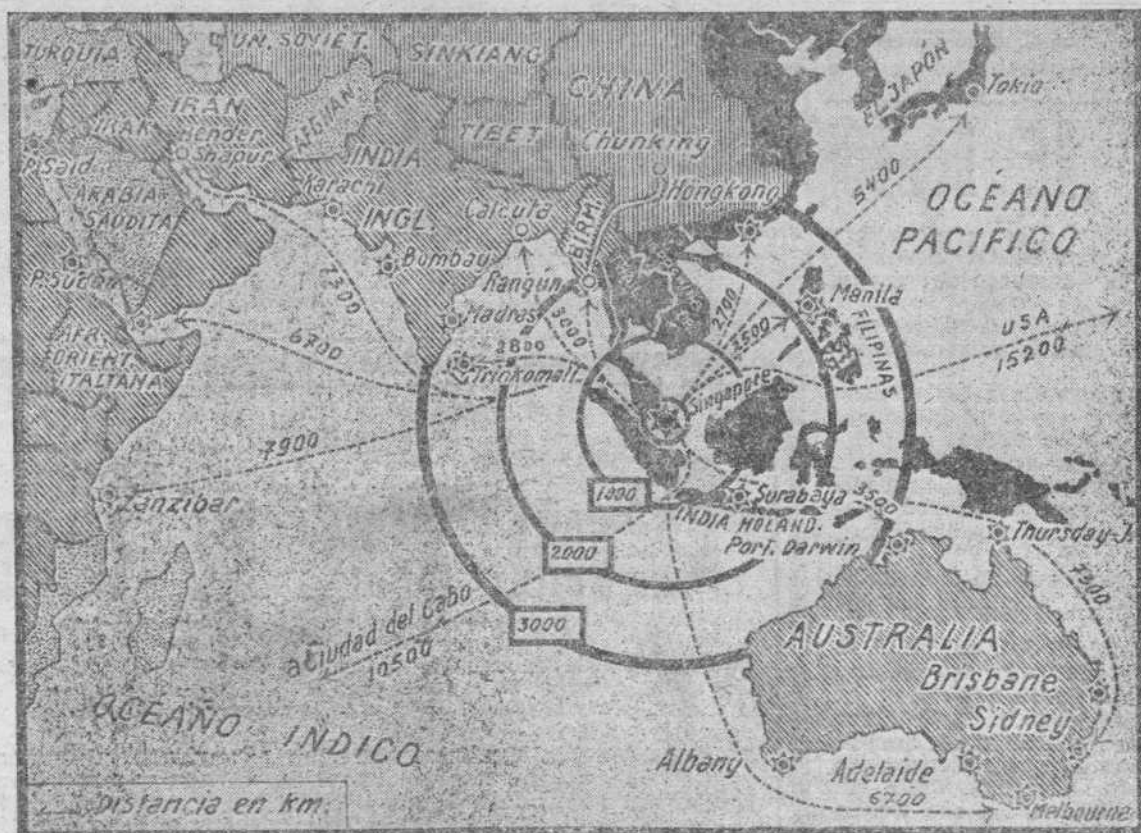 TURQUIA
UN. SOVIÉT.
SINKIANG
CHINA
EL JAPÓN
Tokio
IRAN
IRAK
Bender
Shapur
AFGHAN.
TIBET
Chunking
P. Said
ARABIA
SAUDITA
INDIA
Karachi
INGL.
Calcuta
BIRM.
Hongkong
5400
OCÉANO
PACIFICO
P. Sudan
Bombay
Rangún
Madras
7200
6700
AFR.
ORIENT.
ITALIANA
2800
3000
2700
3500
Manila
FILIPINAS
USA
15200
Trinkomali
Singapore
7900
Zanzibar
1000
Surabaya
3500
INDIA HOLAND.
Port. Darwin
Thursday-J.
2000
3000
a Ciudad del Cabo
10500
7300
AUSTRALIA
Brisbane
Sidney
OCEANO INDICO
Albany
Adelaide
6700
Melbourne
Distancia en km.